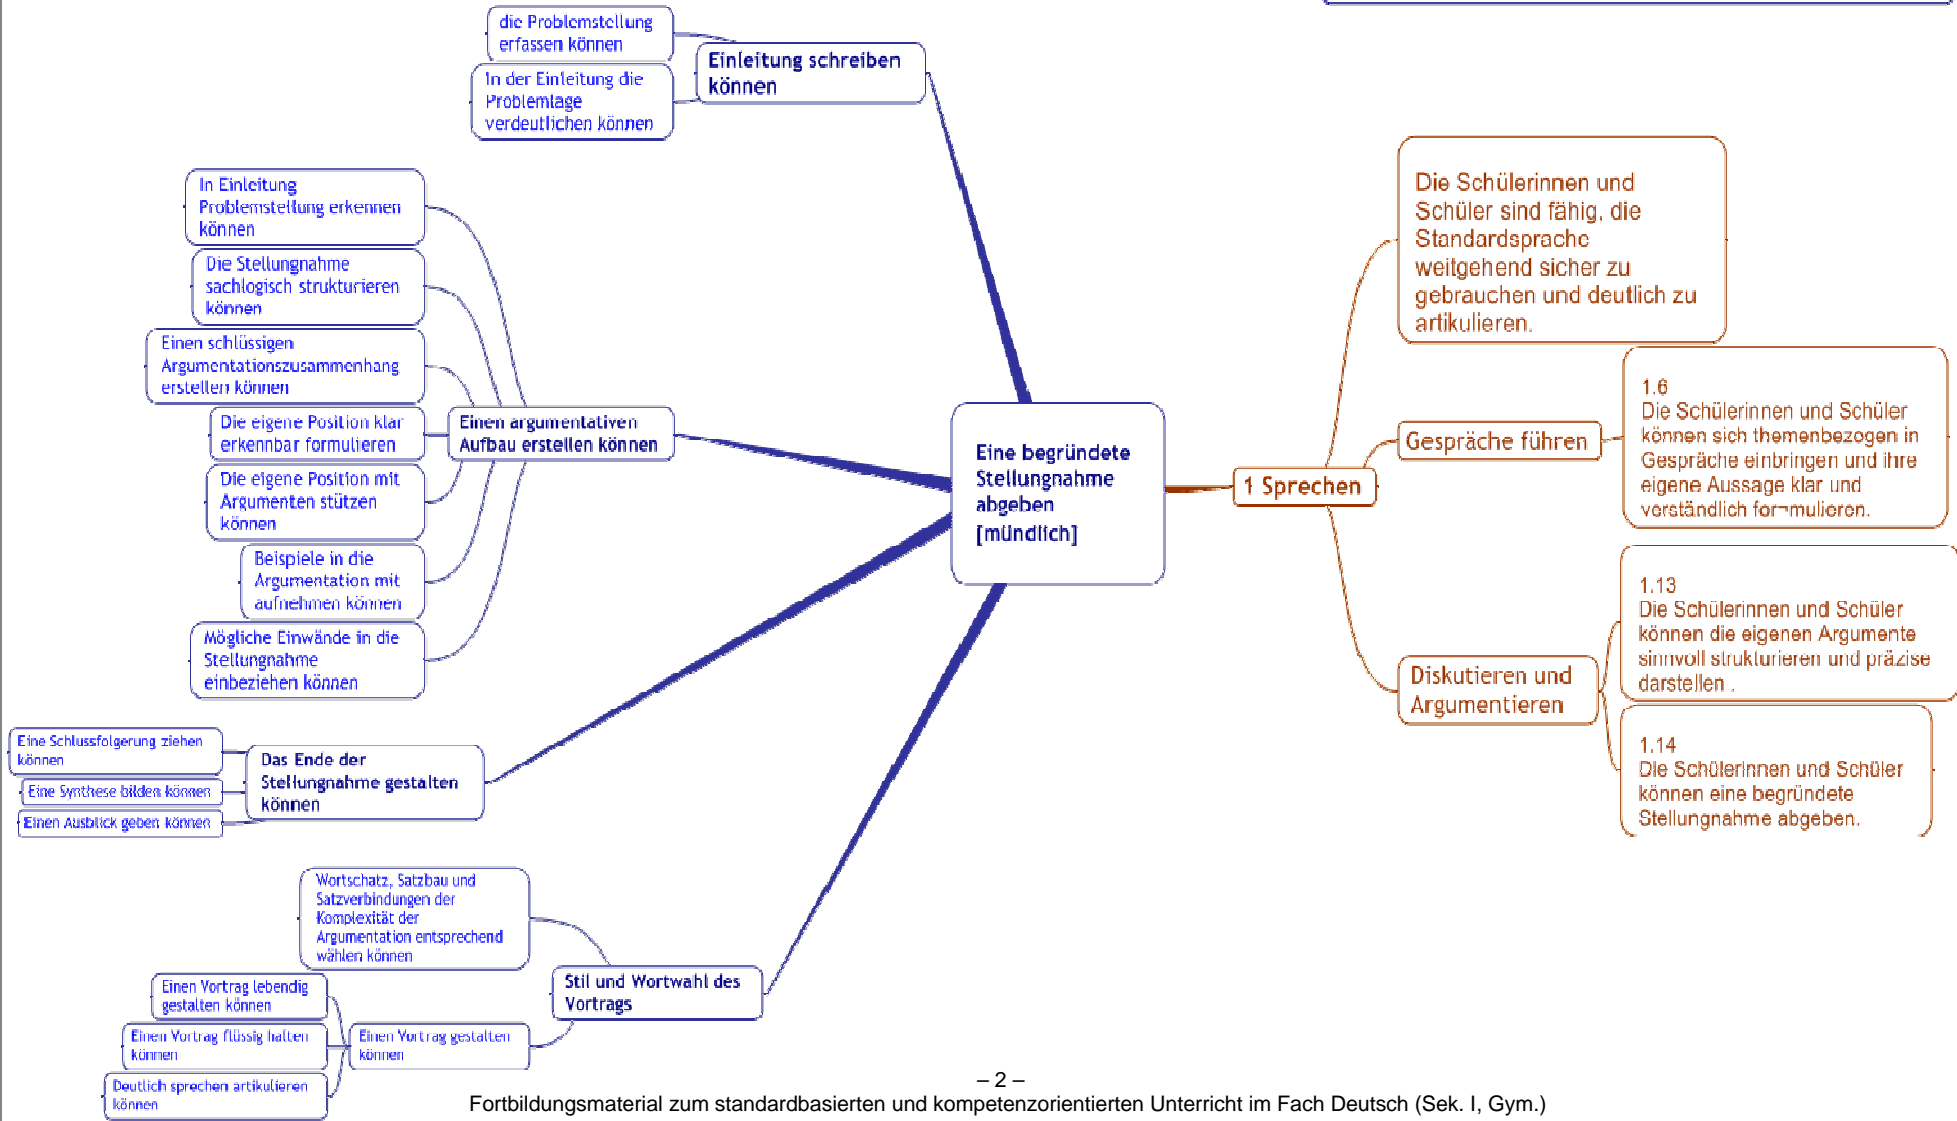 die Problemstellung
erfassen können
In der Einleitung die
Problemlage
verdeutlichen können
Einleitung schreiben
können
In Einleitung
Problemstellung erkennen
können
Die Stellungnahme
sachlogisch strukturieren
können
Einen schlüssigen
Argumentationszusammenhang
erstellen können
Die eigene Position klar
erkennbar formulieren
Die eigene Position mit
Argumenten stützen
können
Beispiele in die
Argumentation mit
aufnehmen können
Mögliche Einwände in die
Stellungnahme
einbeziehen können
Einen argumentativen
Aufbau erstellen können
Eine Schlussfolgerung ziehen
können
Eine Synthese bilden können
Einen Ausblick geben können
Das Ende der
Stellungnahme gestalten
können
Wortschatz, Satzbau und
Satzverbindungen der
Komplexität der
Argumentation entsprechend
wählen können
Einen Vortrag lebendig
gestalten können
Einen Vortrag flüssig halten
können
Deutlich sprechen artikulieren
können
Einen Vortrag gestalten
können
Stil und Wortwahl des
Vortrags
Eine begründete
Stellungnahme
abgeben
[mündlich]
1 Sprechen
Die Schülerinnen und
Schüler sind fähig, die
Standardsprache
weitgehend sicher zu
gebrauchen und deutlich zu
artikulieren.
Gespräche führen
1.6
Die Schülerinnen und Schüler
können sich themenbezogen in
Gespräche einbringen und ihre
eigene Aussage klar und
verständlich for¬mulieren.
Diskutieren und
Argumentieren
1.13
Die Schülerinnen und Schüler
können die eigenen Argumente
sinnvoll strukturieren und präzise
darstellen .
1.14
Die Schülerinnen und Schüler
können eine begründete
Stellungnahme abgeben.
– 2 –
Fortbildungsmaterial zum standardbasierten und kompetenzorientierten Unterricht im Fach Deutsch (Sek. I, Gym.)